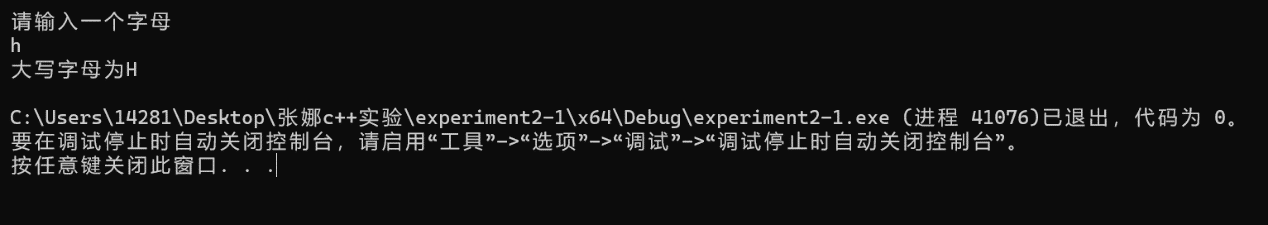 请输入一个字母
h
大写字母为H
C:\Users\14281\Desktop\张娜c++实验\experiment2-1\x64\Debug\experiment2-1.exe (进程 41076)已退出，代码为 0。
要在调试停止时自动关闭控制台，请启用“工具”->“选项”->“调试”->“调试停止时自动关闭控制台”。
按任意键关闭此窗口. . .